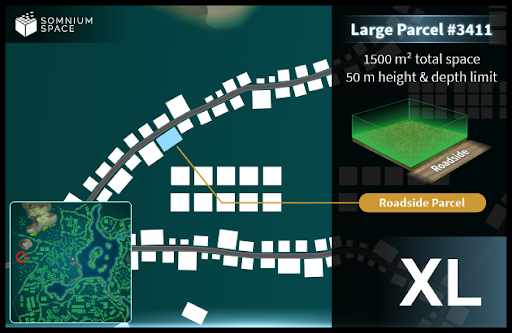 SOMNIUM
SPACE
Large Parcel #3411
1500 m² total space
50 m height & depth limit
Roadside
Roadside Parcel
XL